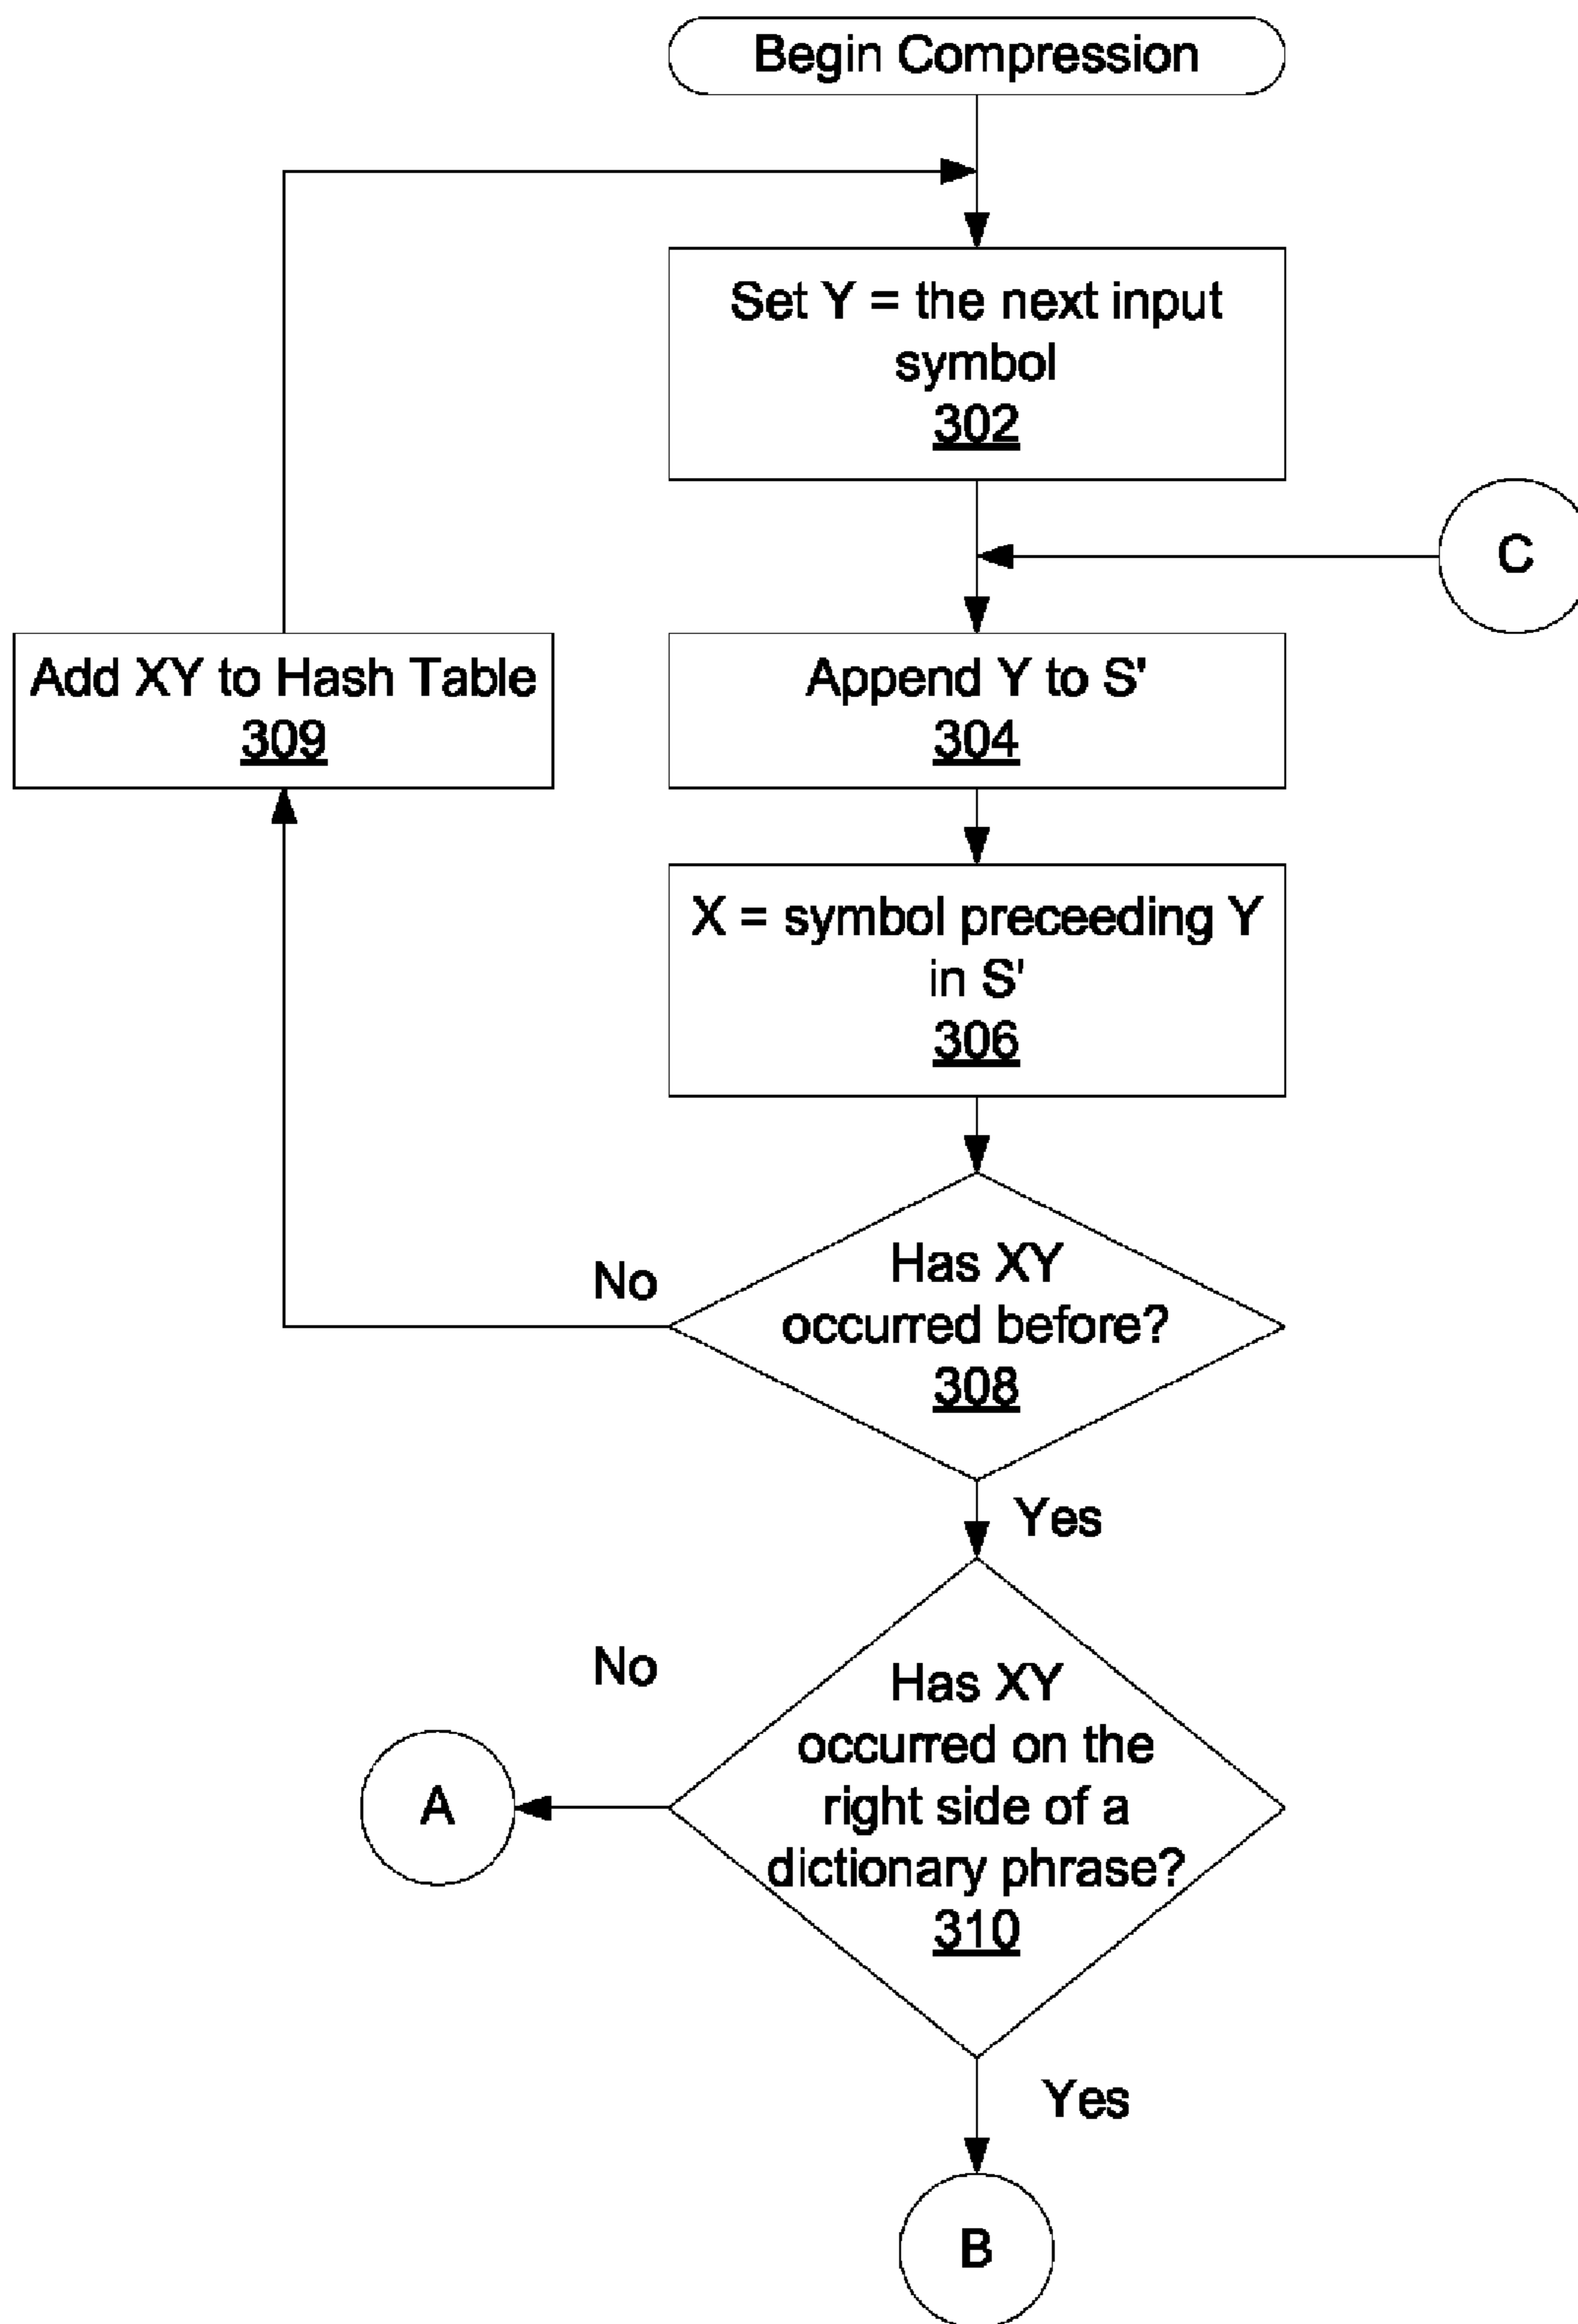 Begin Compression
Set Y = the next input
symbol
302
C
Add XY to Hash Table
309
Append Y to S'
304
X = symbol preceeding Y
in S'
306
No
Has XY
occurred before?
308
Yes
No
Has XY
occurred on the
right side of a
dictionary phrase?
310
A
Yes
B